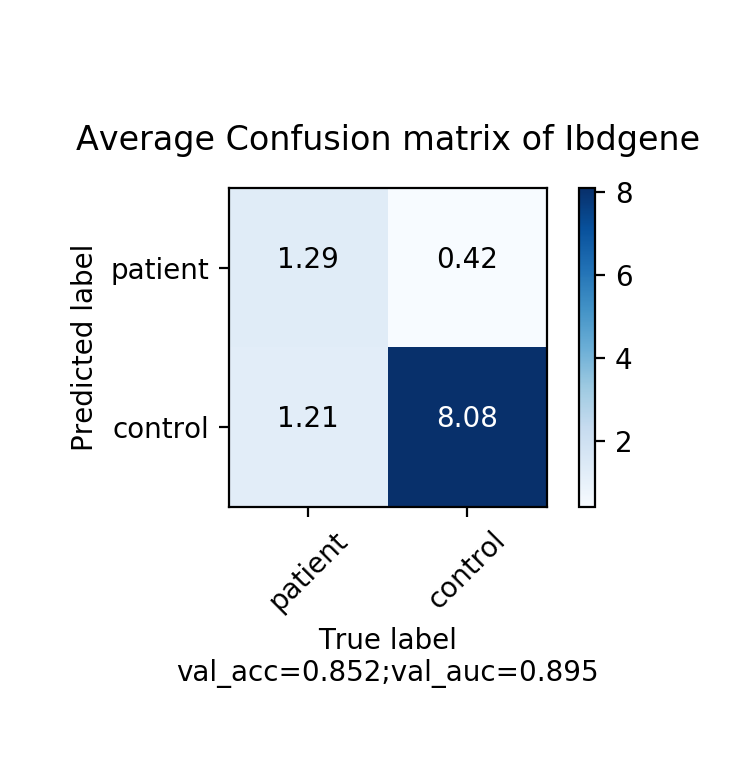 Average Confusion matrix of Ibdgene
8
6
4
2
Predicted label
patient
1.29 0.42
control
1.21 8.08
patient
control
True label
val_acc=0.852;val_auc=0.895